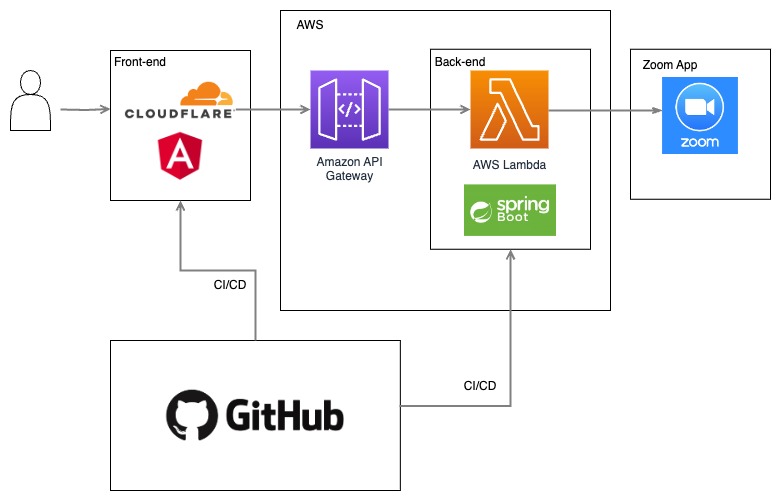 AWS
Front-end
Back-end
Zoom App
CLOUDFLARE
zoom
Amazon API
Gateway
AWS Lambda
spring
Boot
CI/CD
CI/CD
GitHub